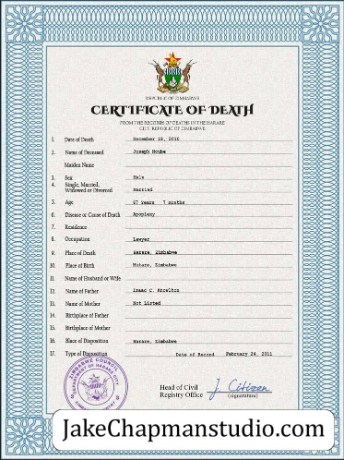 REPUBLIC OF ZIMBABWE
CERTIFICATE OF DEATH
FROM THE RECORDS OF DEATHS IN THE HARARE
CITY, REPUBLIC OF ZIMBABWE
1. Date of Death December 28, 2010
2. Name of Deceased Joseph
Maiden Name
3. Sex Male
4. Single, Married, Widowed or Divorced Married
5. Age 67 Years 7 months
6. Disease or Cause of Death Apoplexy
7. Residence
8. Occupation Lawyer
9. Place of Death Harare, Zimbabwe
10. Place of Birth Mutare, Zimbabwe
11. Name of Husband or Wife
12. Name of Father Isaac C.
13. Name of Mother Not Listed
14. Birthplace of Father
15. Birthplace of Mother
16. Place of Disposition Harare, Zimbabwe
17. Type of Disposition Date of Record February 24, 2011
Head of Civil
Registry Office
J. Citizen
(signature)
JakeChapmanstudio.com